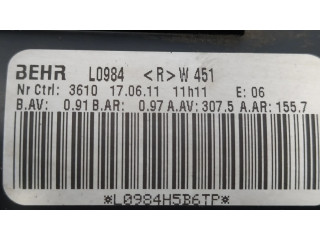 BEHR L0984 <R>W 451
Nr Ctrl: 3610 17.06.11 11h11 E: 06
B.AV: 0.91 B.AR: 0.97 A.AV: 307.5 A.AR: 155.7
*L0984H5B6TP*